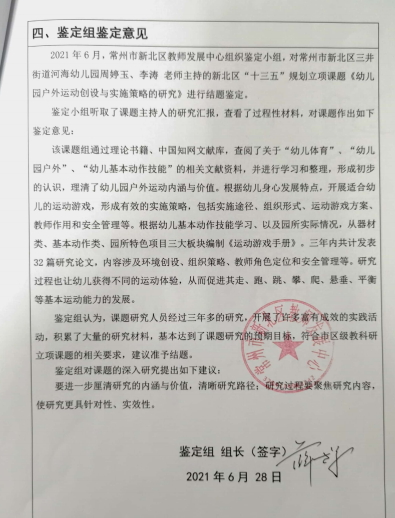 四、鉴定组鉴定意见
2021年6月，常州市新北区教师发展中心组织鉴定小组，对常州市新北区三井
街道河海幼儿园周婷玉、李涛 老师主持的新北区“十三五”规划立项课题《幼儿
园户外运动创设与实施策略的研究》进行结题鉴定。
鉴定小组听取了课题主持人的研究汇报，查看了过程性材料，对课题作出如下
鉴定意见：
该课题组通过理论书籍、中国知网文献库，查阅了关于“幼儿体育”、“幼儿
园户外”、“幼儿基本动作技能”的相关文献资料，并进行学习和整理，形成初步
的认识，理清了幼儿园户外运动内涵与价值。根据幼儿身心发展特点，开展适合幼
儿的运动游戏，形成有效的实施策略，包括实施途径、组织形式、运动游戏方案、
教师作用和安全管理等。根据幼儿基本动作技能学习、以及园所实际情况，从器材
类、基本动作类、园所特色项目三大板块编制《运动游戏手册》。三年内共计发表
32篇研究论文，内容涉及环境创设、组织策略、教师角色定位和安全管理等。研究
过程也让幼儿获得不同的运动体验，从而促进其走、跑、跳、攀、爬、悬垂、平衡
等基本运动能力的发展。
鉴定组认为，课题研究人员经过三年多的研究，开展了许多富有成效的实践活
动，积累了大量的研究材料，基本达到了课题研究的预期目标，符合市区级教科研
立项课题的相关要求，建议准予结题。
鉴定组对课题的深入研究提出如下建议：
要进一步厘清研究的内涵与价值，清晰研究路径；研究过程要聚焦研究内容，
使研究更具针对性、实效性。
常州市新北区教师发展中心
鉴定组 组长（签字）
2021年6月28日